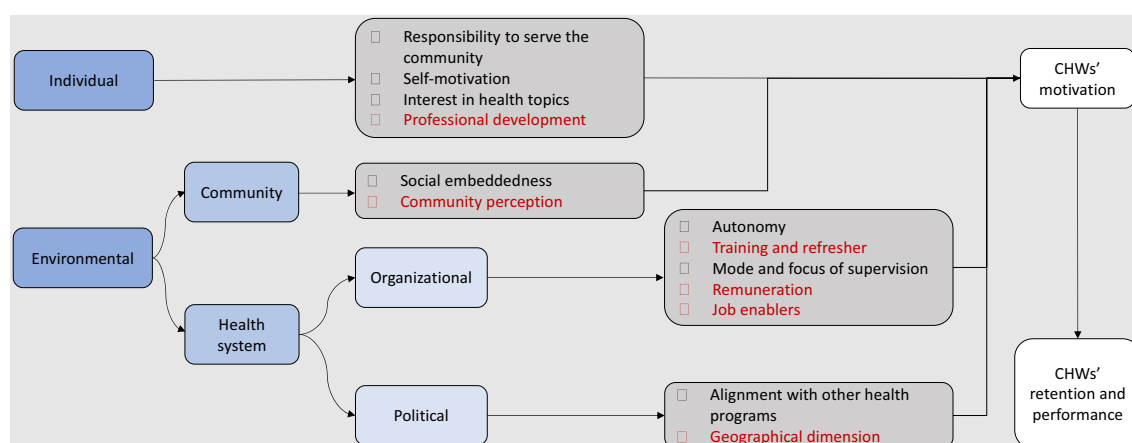 Individual
Responsibility to serve the
community
Self-motivation
Interest in health topics
Professional development
CHWs'
motivation
Community
Social embeddedness
Community perception
Environmental
Organizational
Autonomy
Training and refresher
Mode and focus of supervision
Remuneration
Job enablers
Health
system
Political
Alignment with other health
programs
Geographical dimension
CHWs'
retention and
performance